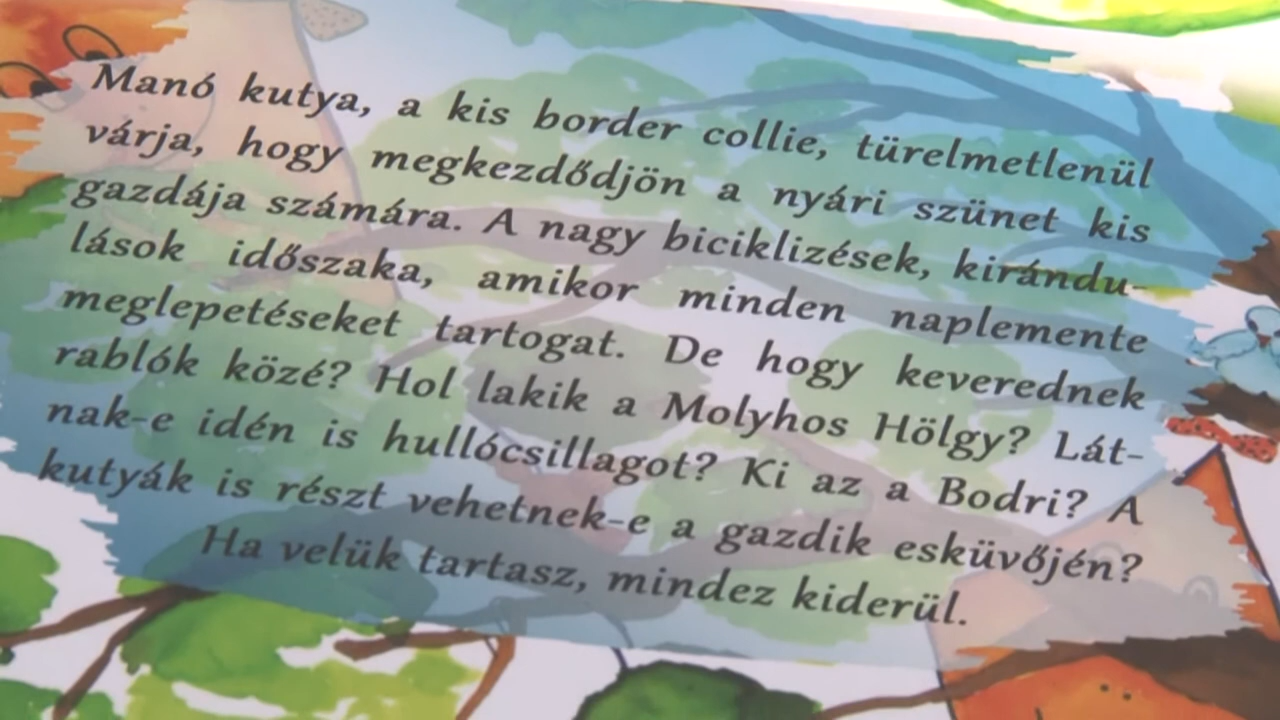 Manó kutya, a kis border collie, türelmetlenül
várja, hogy megkezdődjön a nyári szünet kis
gazdája számára. A nagy biciklizések, kirándu-
lások időszaka, amikor minden naplemente
meglepetéseket tartogat. De hogy keverednek
rablók közé? Hol lakik a Molyhos Hölgy? Lát-
nak-e idén is hullócsillagot? Ki az a Bodri? A
kutyák is részt vehetnek-e a gazdik esküvőjén?
Ha velük tartasz, mindez kiderül.